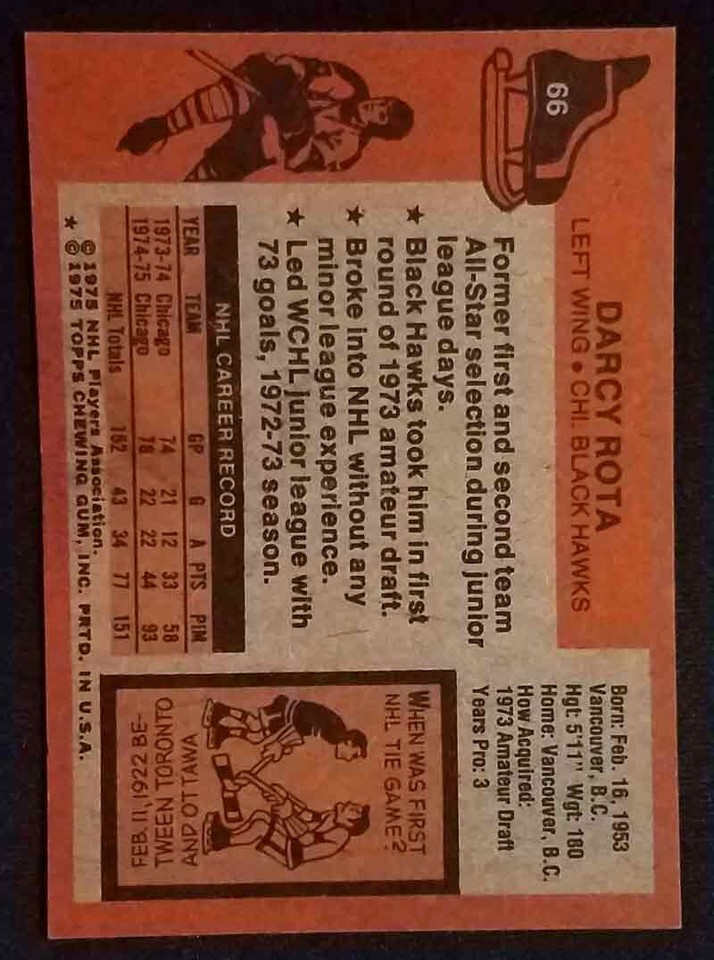 66
DARCY ROTA
LEFT WING • CHI. BLACK HAWKS
Born: Feb. 16, 1953
Vancouver, B.C.
Hgt: 5'11" Wgt: 180
Home: Vancouver, B.C.
How Acquired:
1973 Amateur Draft
Years Pro: 3
Former first and second team
All-Star selection during junior
league days.
★ Black Hawks took him in first
round of 1973 amateur draft.
★ Broke into NHL without any
minor league experience.
★ Led WCHL junior league with
73 goals, 1972-73 season.
NHL CAREER RECORD
YEAR TEAM GP G A PTS PIM
1973-74 Chicago 74 21 12 33 58
1974-75 Chicago 78 22 22 44 93
NHL Totals 152 43 34 77 151
WHEN WAS FIRST
NHL TIE GAME?
FEB. 11, 1922 BE-
TWEEN TORONTO
AND OTTAWA
© 1975 NHL Players Association.
★ © 1975 TOPPS CHEWING GUM, INC. PRTD. IN U.S.A.